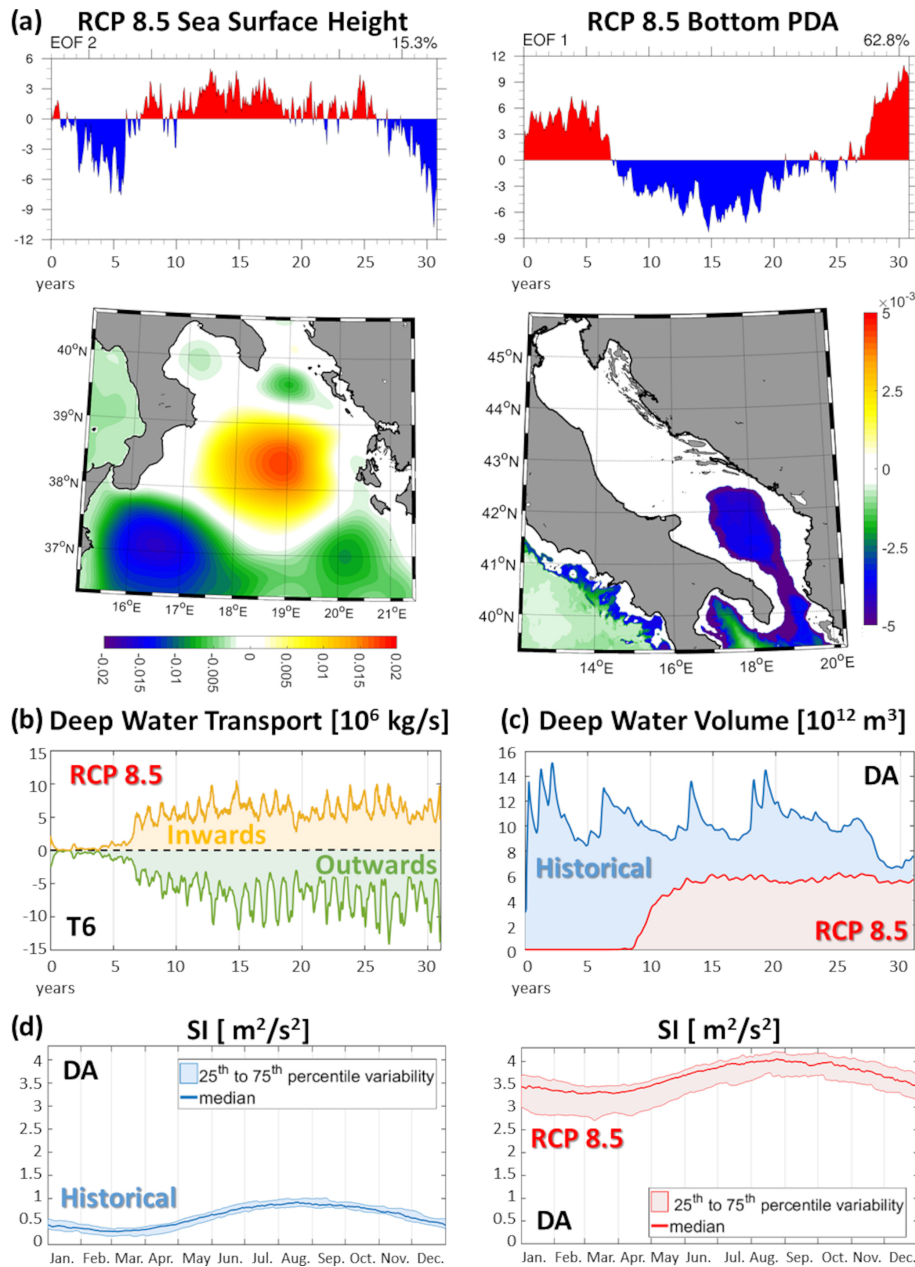 (a) RCP 8.5 Sea Surface Height RCP 8.5 Bottom PDA
EOF 2 15.3% EOF 1 62.8%
6
3
0
-3
-6
-9
-12
0 5 10 15 20 25 30
years
12
9
6
3
0
-3
-6
-9
0 5 10 15 20 25 30
years
40°N
39°N
38°N
37°N
16°E 17°E 18°E 19°E 20°E 21°E
-0.02 -0.015 -0.01 -0.005 0 0.005 0.01 0.015 0.02
45°N
44°N
43°N
42°N
41°N
40°N
14°E 16°E 18°E 20°E
×10-3
5
2.5
0
-2.5
-5
(b) Deep Water Transport [10⁶ kg/s]
15
10
5
0
-5
-10
-15
RCP 8.5
Inwards
Outwards
T6
0 5 10 15 20 25 30
years
(c) Deep Water Volume [10¹² m³]
16
14
12
10
8
6
4
2
0
DA
Historical
RCP 8.5
0 5 10 15 20 25 30
years
(d) SI [ m²/s²]
4
3.5
3
2.5
2
1.5
1
0.5
0
DA
25th to 75th percentile variability
median
Historical
Jan. Feb. Mar. Apr. May Jun. Jul. Aug. Sep. Oct. Nov. Dec.
SI [ m²/s²]
4
3.5
3
2.5
2
1.5
1
0.5
0
RCP 8.5
25th to 75th percentile variability
median
DA
Jan. Feb. Mar. Apr. May Jun. Jul. Aug. Sep. Oct. Nov. Dec.